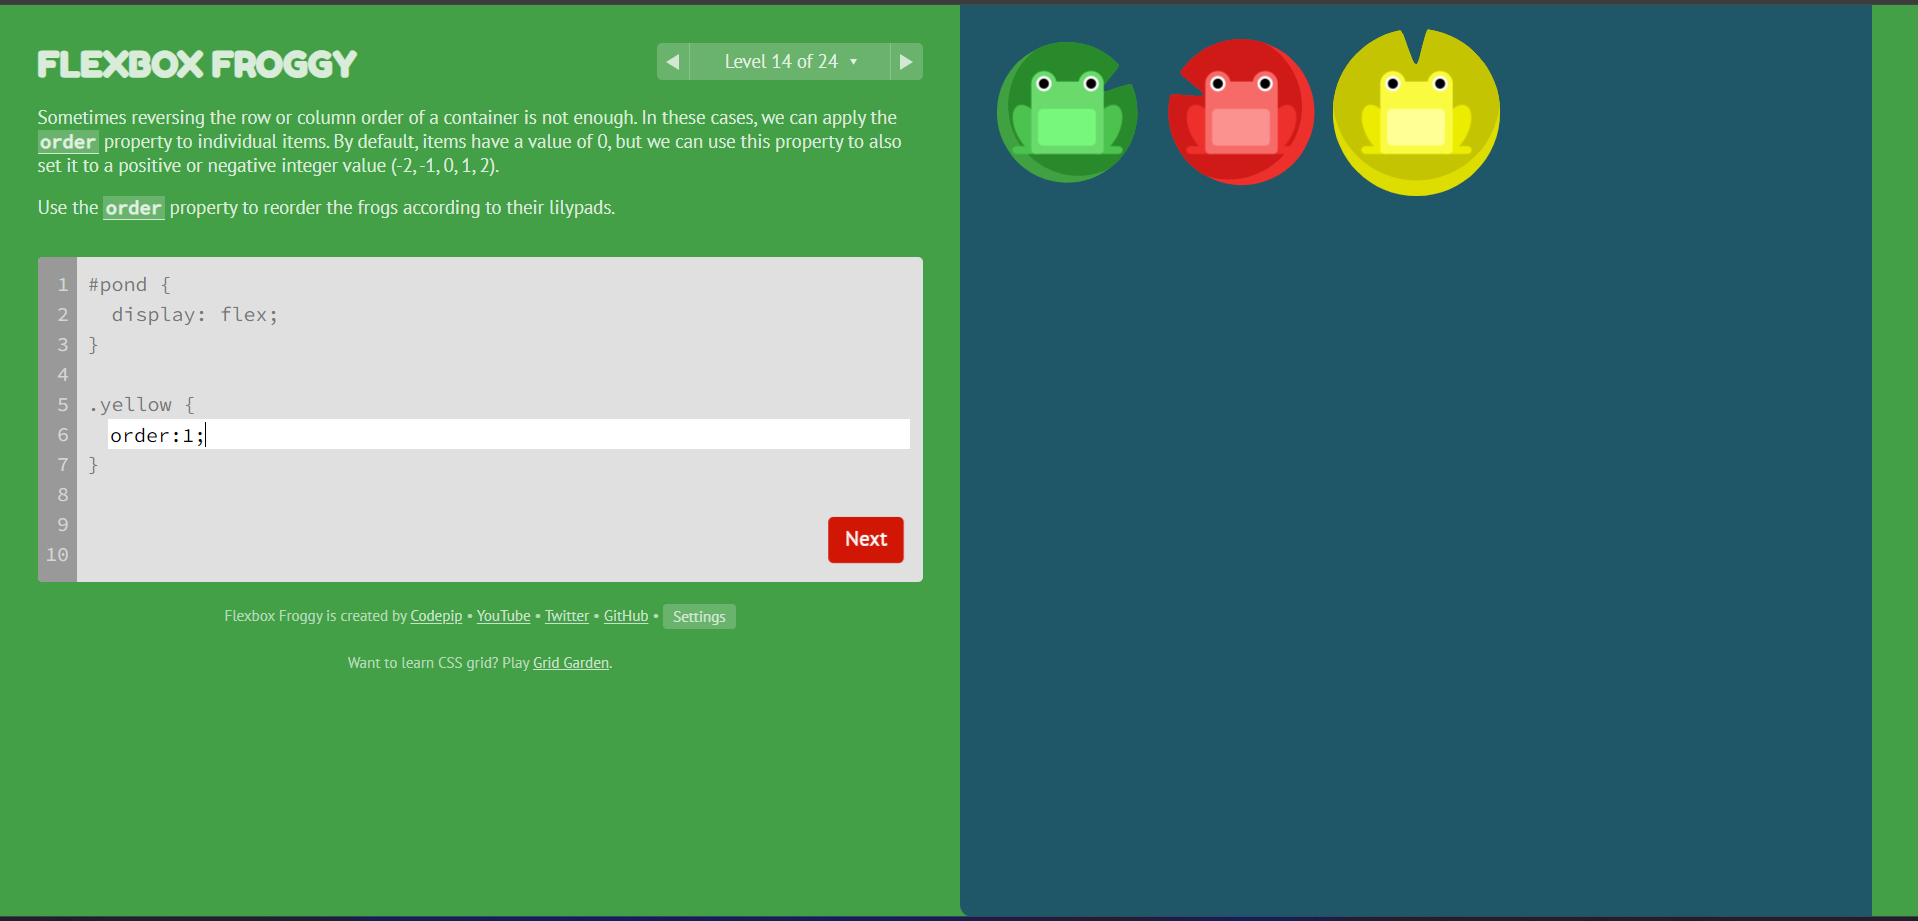 FLEXBOX FROGGY
◀ Level 14 of 24 ▼ ▶
Sometimes reversing the row or column order of a container is not enough. In these cases, we can apply the
order property to individual items. By default, items have a value of 0, but we can use this property to also
set it to a positive or negative integer value (-2, -1, 0, 1, 2).
Use the order property to reorder the frogs according to their lilypads.
1 #pond {
2   display: flex;
3 }
4
5 .yellow {
6   order:1;
7 }
8
9
10
Next
Flexbox Froggy is created by Codepip • YouTube • Twitter • GitHub • Settings
Want to learn CSS grid? Play Grid Garden.